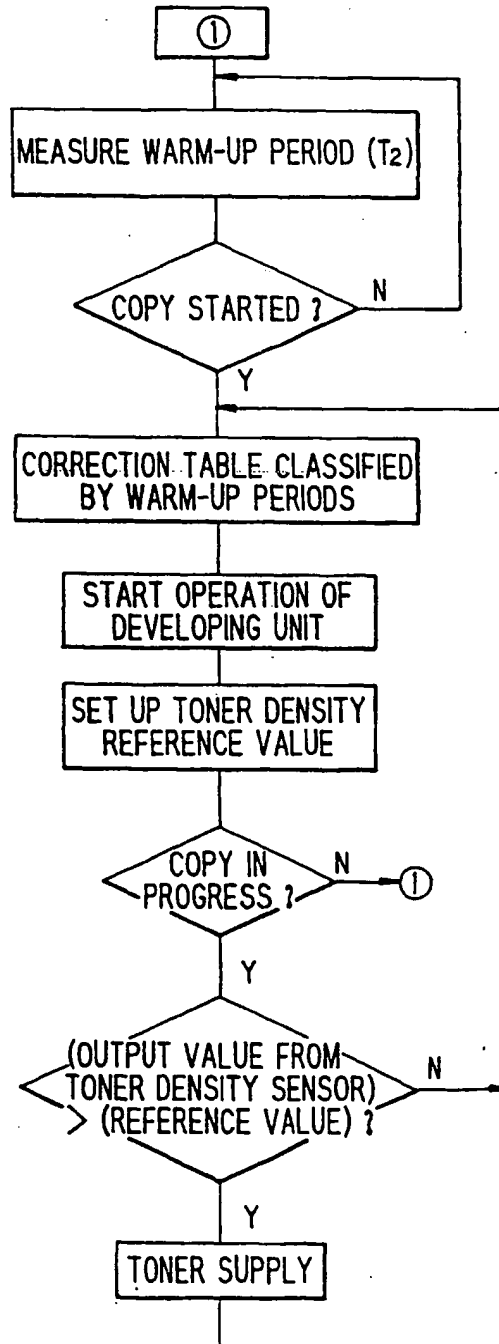 ①
MEASURE WARM-UP PERIOD (T2)
COPY STARTED ?
N
Y
CORRECTION TABLE CLASSIFIED
BY WARM-UP PERIODS
START OPERATION OF
DEVELOPING UNIT
SET UP TONER DENSITY
REFERENCE VALUE
COPY IN
PROGRESS ?
N
①
Y
(OUTPUT VALUE FROM
TONER DENSITY SENSOR)
> (REFERENCE VALUE) ?
N
Y
TONER SUPPLY